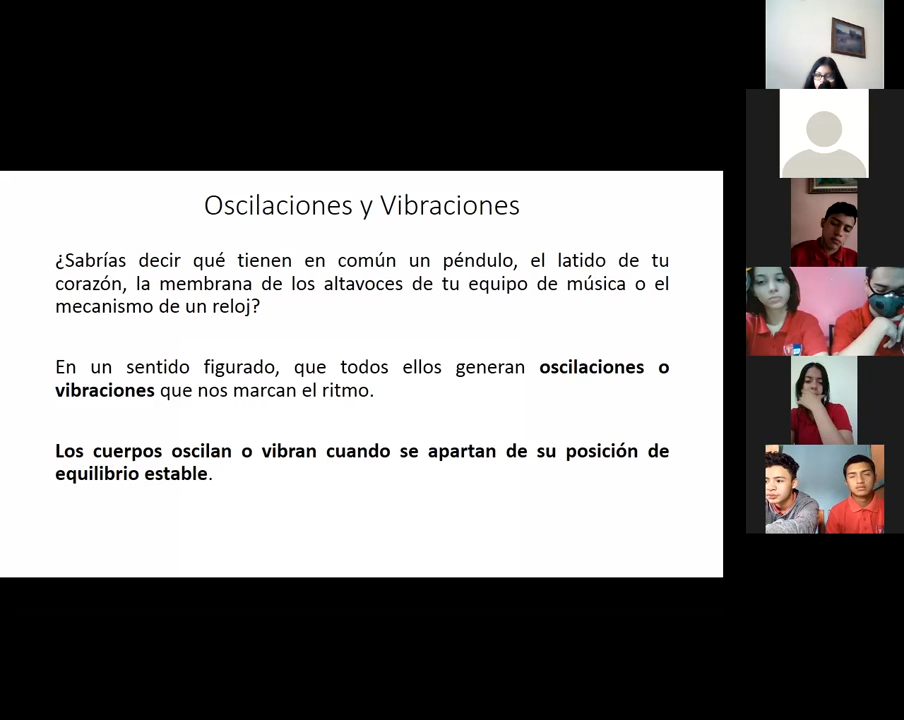 Oscilaciones y Vibraciones
¿Sabrías decir qué tienen en común un péndulo, el latido de tu
corazón, la membrana de los altavoces de tu equipo de música o el
mecanismo de un reloj?
En un sentido figurado, que todos ellos generan oscilaciones o
vibraciones que nos marcan el ritmo.
Los cuerpos oscilan o vibran cuando se apartan de su posición de
equilibrio estable.